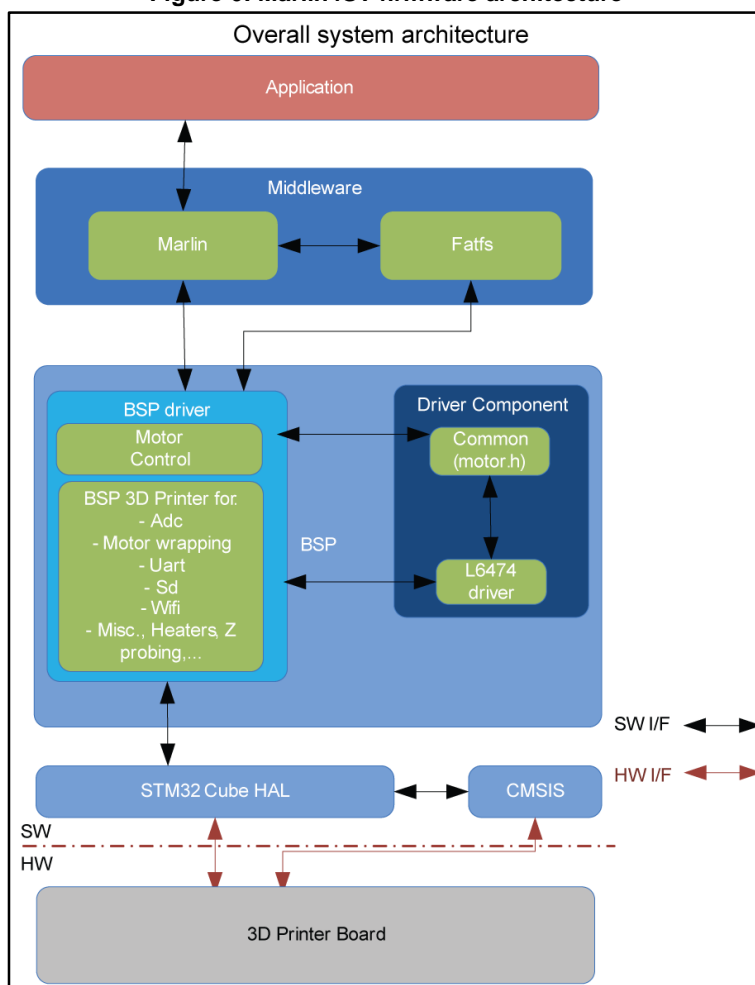 Overall system architecture
Application
Middleware
Marlin
Fatfs
BSP driver
Motor
Control
BSP 3D Printer for:
- Adc
- Motor wrapping
- Uart
- Sd
- Wifi
- Misc., Heaters, Z
probing,...
BSP
Driver Component
Common
(motor.h)
L6474
driver
SW I/F
HW I/F
STM32 Cube HAL
CMSIS
SW
HW
3D Printer Board